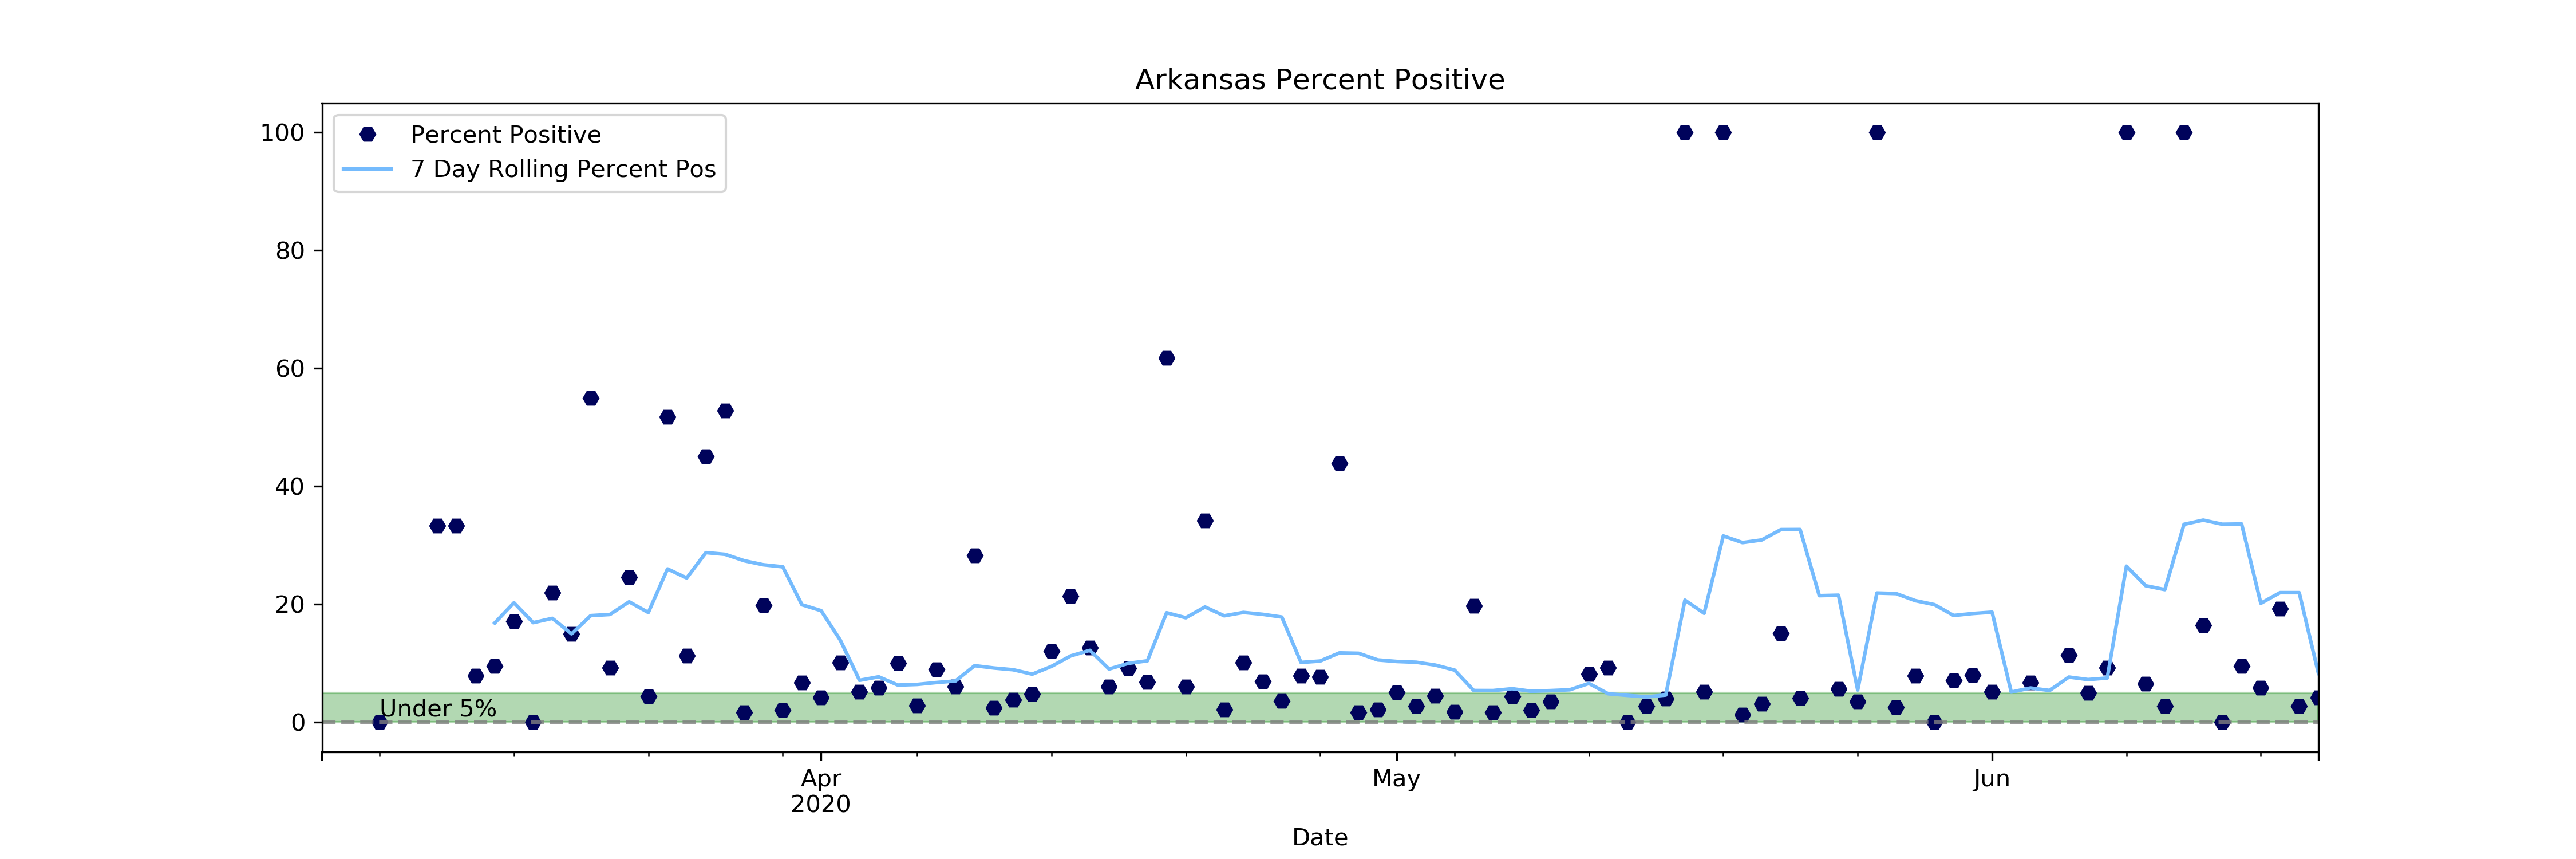 Arkansas Percent Positive
100
80
60
40
20
0
Percent Positive
7 Day Rolling Percent Pos
Under 5%
Apr
2020
May
Jun
Date